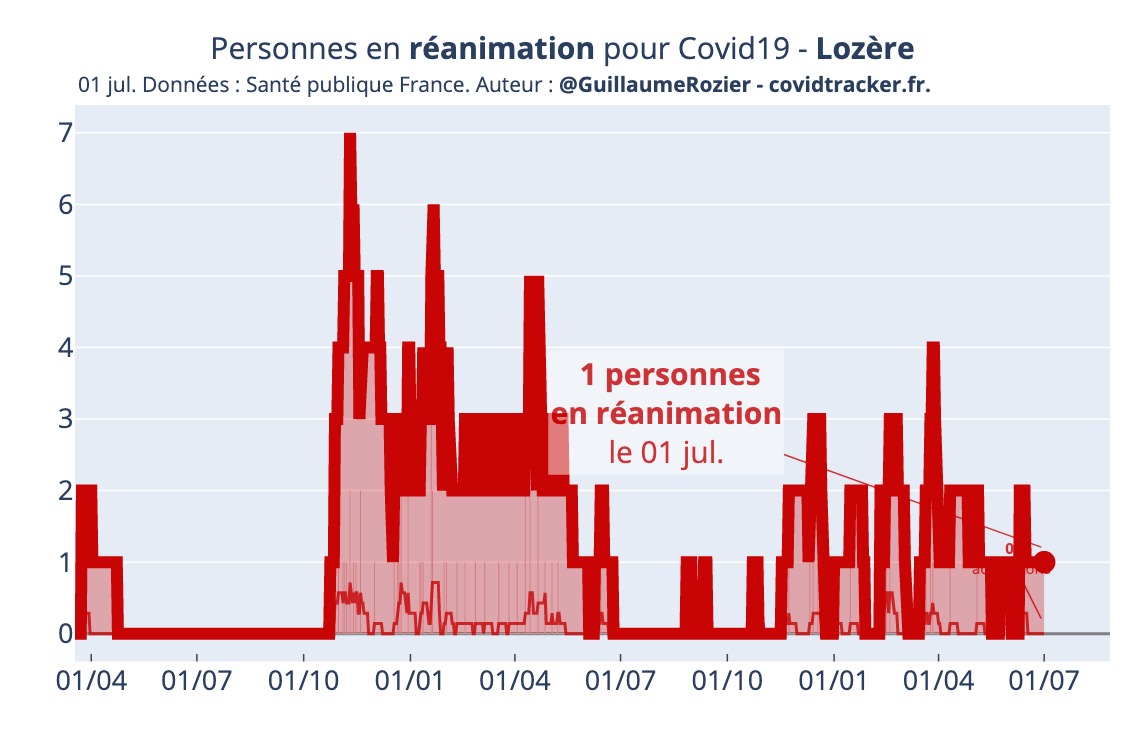 Personnes en réanimation pour Covid19 - Lozère
01 jul. Données : Santé publique France. Auteur : @GuillaumeRozier - covidtracker.fr.
7
6
5
4
3
2
1
0
1 personnes
en réanimation
le 01 jul.
01/04 01/07 01/10 01/01 01/04 01/07 01/10 01/01 01/04 01/07